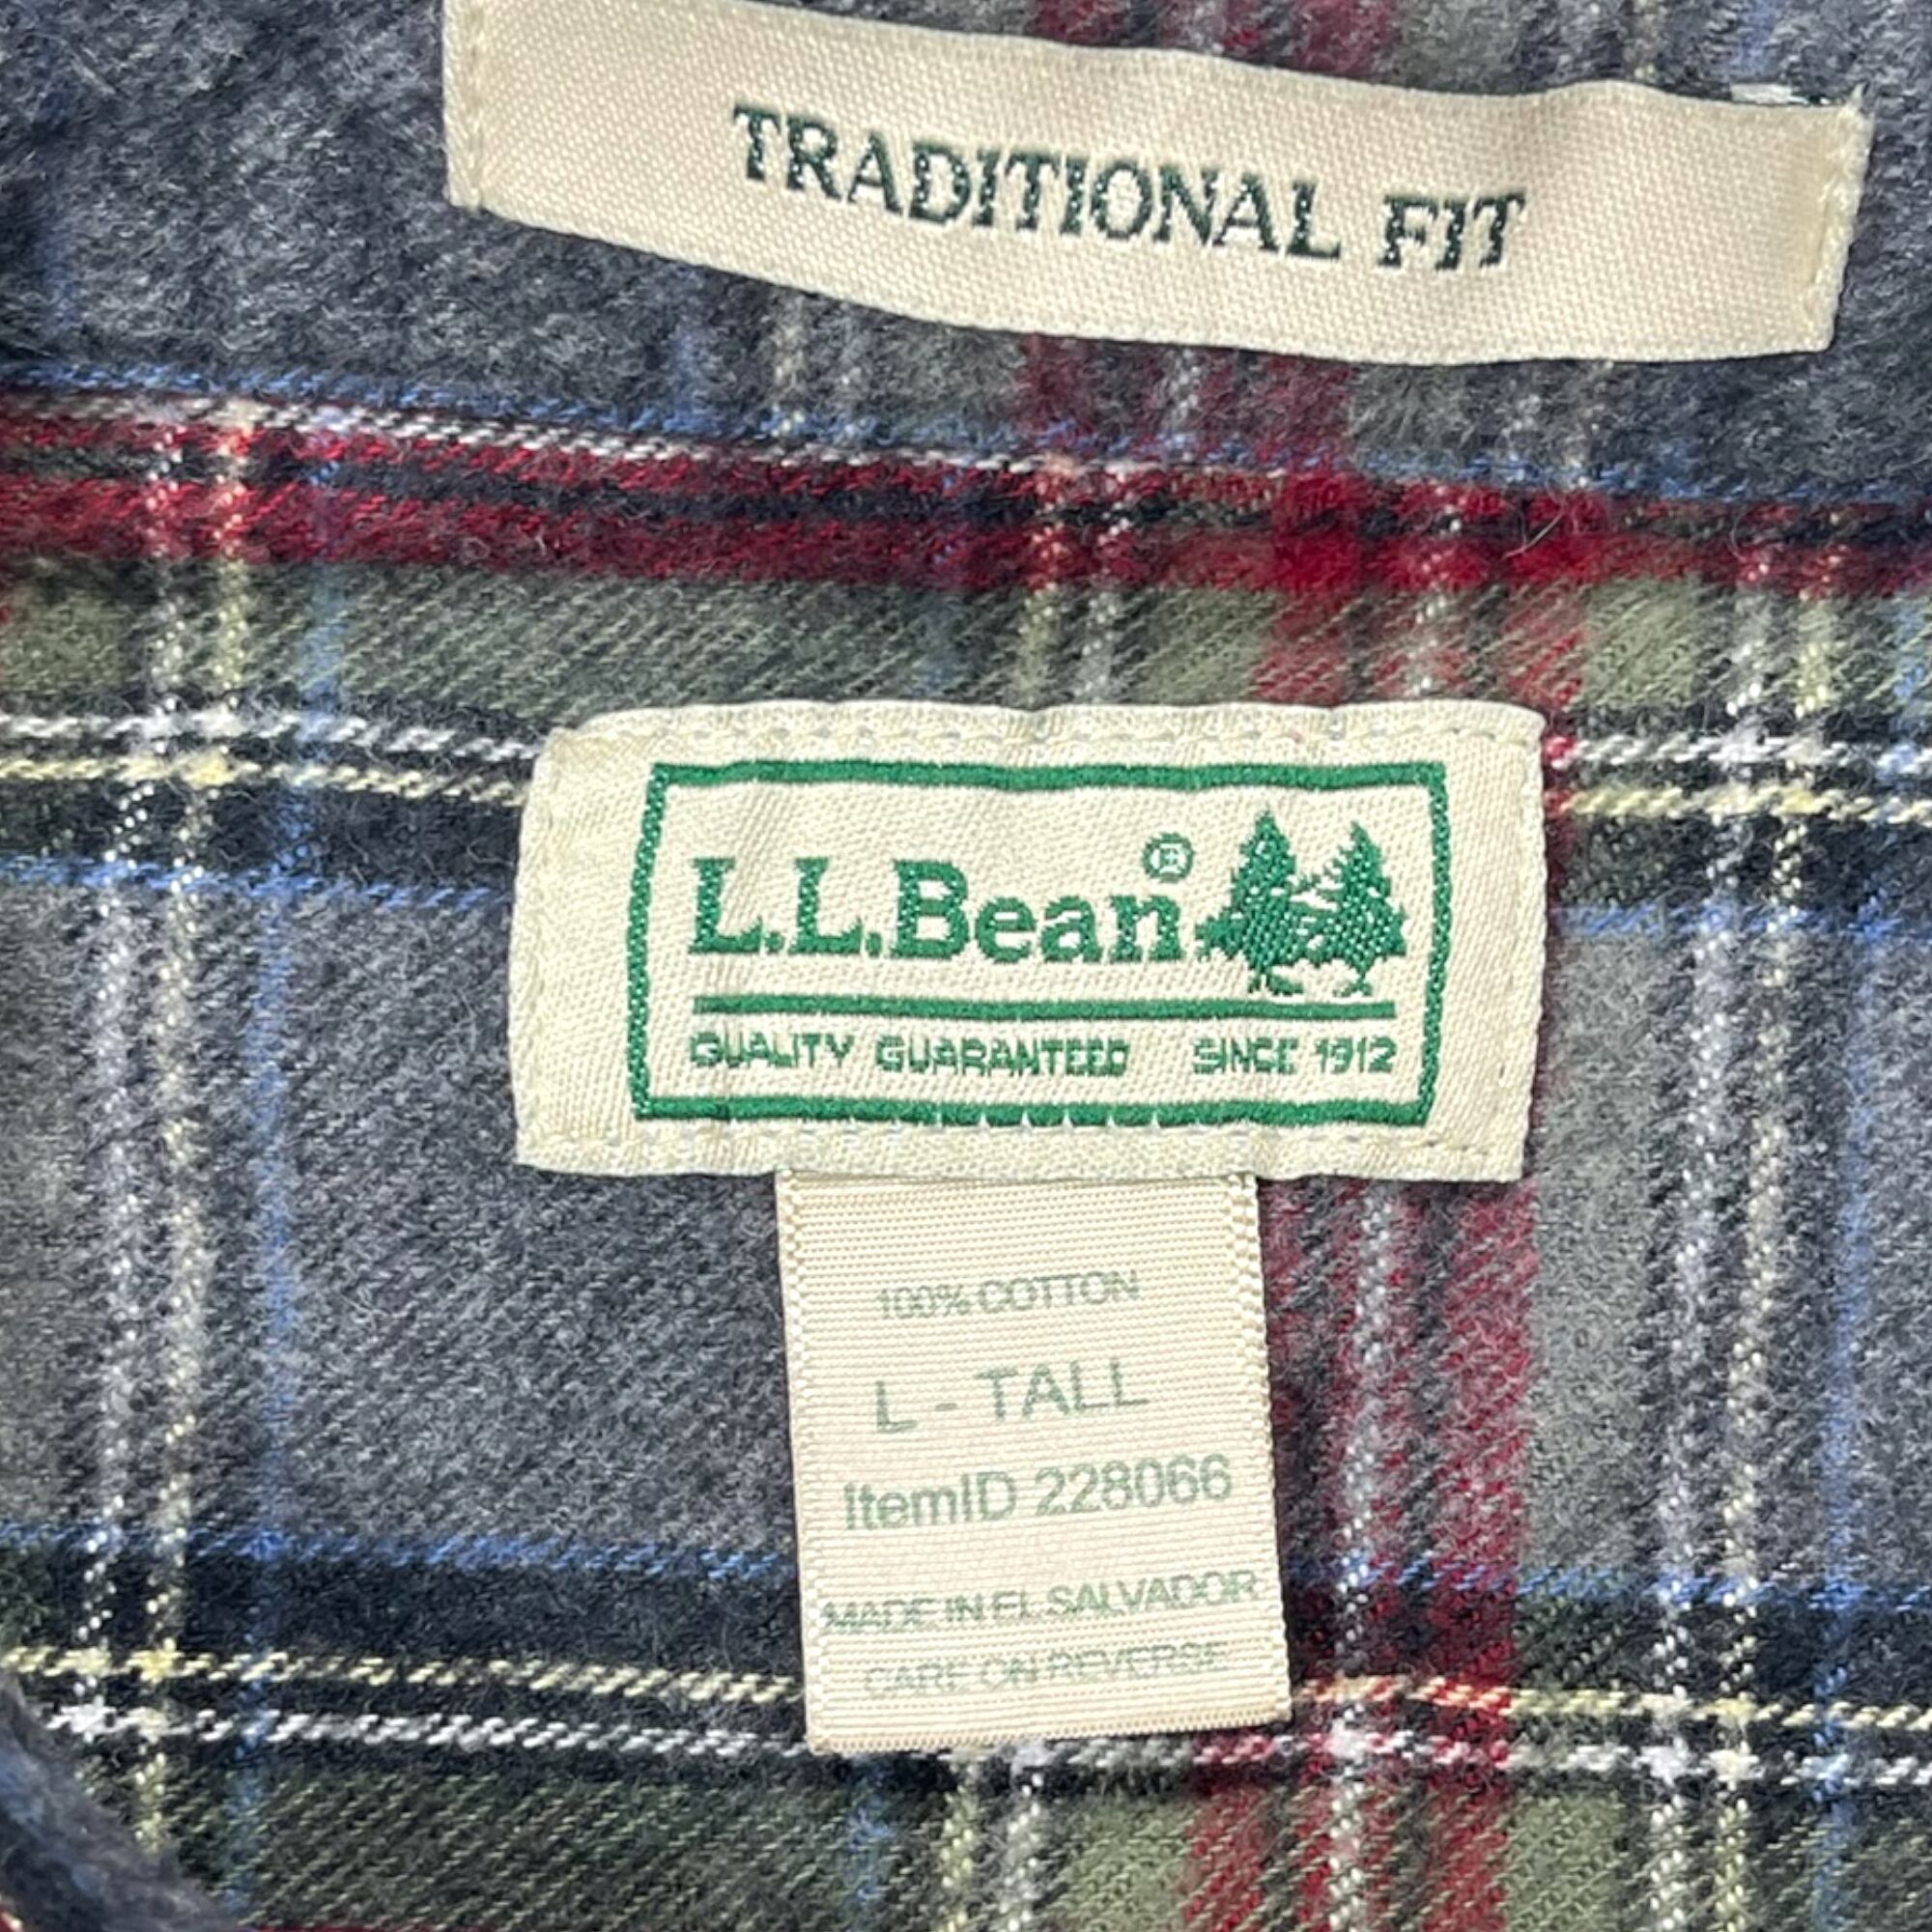 TRADITIONAL FIT
L.L.Bean®
QUALITY GUARANTEED SINCE 1912
100% COTTON
L - TALL
ItemID 228066
MADE IN EL SALVADOR
CARE ON REVERSE